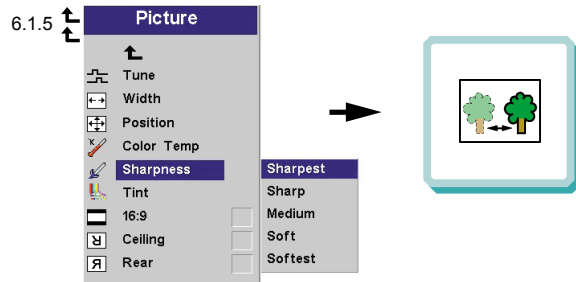 6.1.5
Picture
Tune
Width
Position
K
Color Temp
Sharpness
Sharpest
Tint
Sharp
16:9
Medium
Ceiling
Soft
R
Rear
Softest